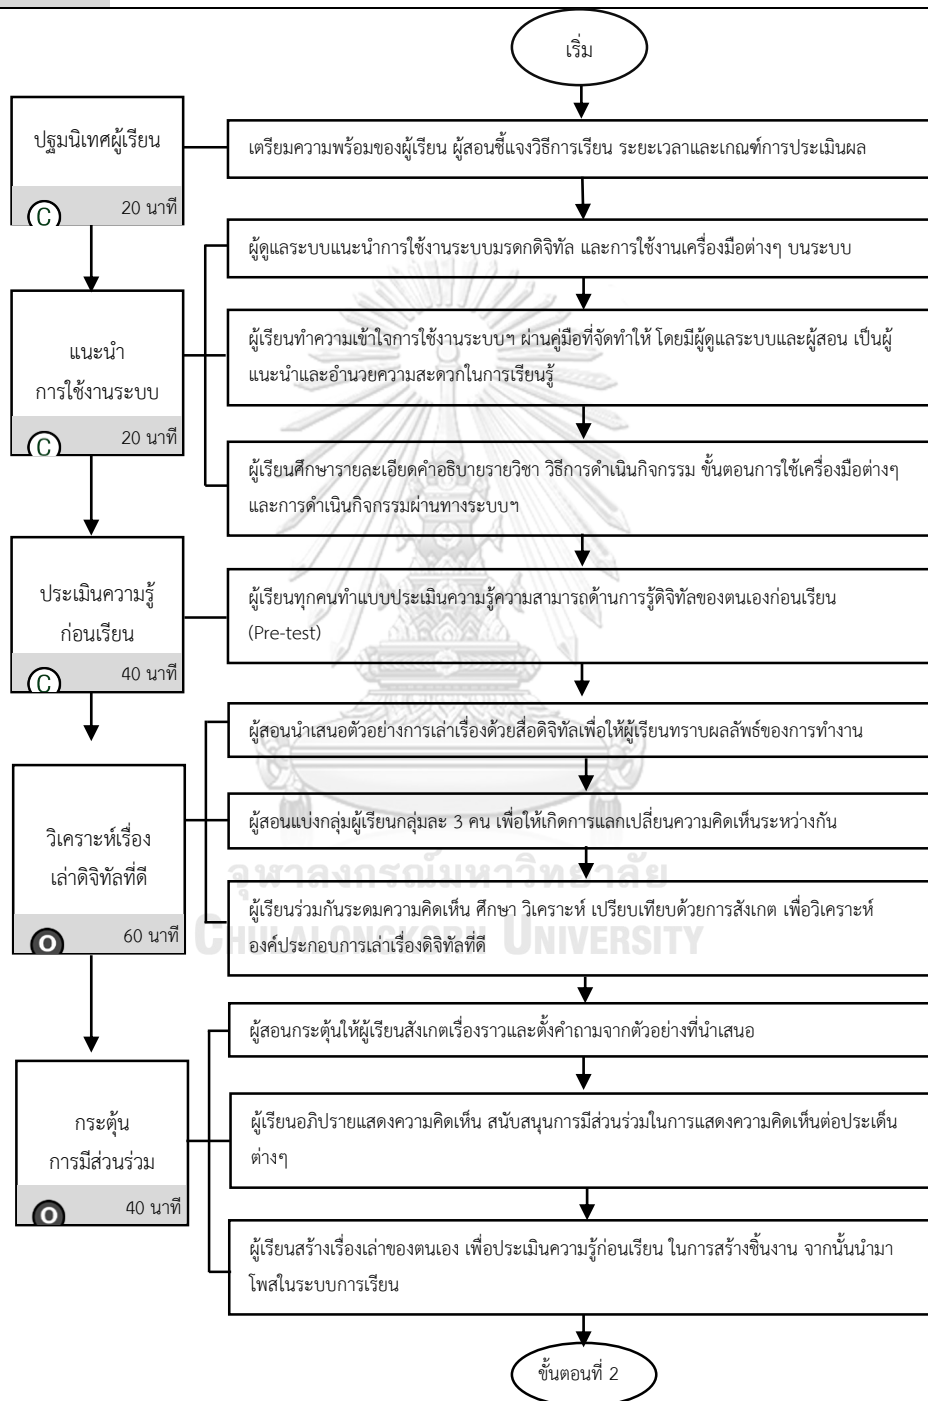 เริ่ม
ปฐมนิเทศผู้เรียน
C
20 นาที
เตรียมความพร้อมของผู้เรียน ผู้สอนชี้แจงวิธีการเรียน ระยะเวลาและเกณฑ์การประเมินผล
แนะนำ
การใช้งานระบบ
C
20 นาที
ผู้ดูแลระบบแนะนำการใช้งานระบบมรดกดิจิทัล และการใช้งานเครื่องมือต่างๆ บนระบบ
ผู้เรียนทำความเข้าใจการใช้งานระบบฯ ผ่านคู่มือที่จัดทำให้ โดยมีผู้ดูแลระบบและผู้สอน เป็นผู้
แนะนำและอำนวยความสะดวกในการเรียนรู้
ผู้เรียนศึกษารายละเอียดคำอธิบายรายวิชา วิธีการดำเนินกิจกรรม ขั้นตอนการใช้เครื่องมือต่างๆ
และการดำเนินกิจกรรมผ่านทางระบบฯ
ประเมินความรู้
ก่อนเรียน
C
40 นาที
ผู้เรียนทุกคนทำแบบประเมินความรู้ความสามารถด้านการรู้ดิจิทัลของตนเองก่อนเรียน
(Pre-test)
วิเคราะห์เรื่อง
เล่าดิจิทัลที่ดี
O
60 นาที
ผู้สอนนำเสนอตัวอย่างการเล่าเรื่องด้วยสื่อดิจิทัลเพื่อให้ผู้เรียนทราบผลลัพธ์ของการทำงาน
ผู้สอนแบ่งกลุ่มผู้เรียนกลุ่มละ 3 คน เพื่อให้เกิดการแลกเปลี่ยนความคิดเห็นระหว่างกัน
จุฬาลงกรณ์มหาวิทยาลัย
ผู้เรียนร่วมกันระดมความคิดเห็น ศึกษา วิเคราะห์ เปรียบเทียบด้วยการสังเกต เพื่อวิเคราะห์
องค์ประกอบการเล่าเรื่องดิจิทัลที่ดี
CHULALONGKORN UNIVERSITY
กระตุ้น
การมีส่วนร่วม
O
40 นาที
ผู้สอนกระตุ้นให้ผู้เรียนสังเกตเรื่องราวและตั้งคำถามจากตัวอย่างที่นำเสนอ
ผู้เรียนอภิปรายแสดงความคิดเห็น สนับสนุนการมีส่วนร่วมในการแสดงความคิดเห็นต่อประเด็น
ต่างๆ
ผู้เรียนสร้างเรื่องเล่าของตนเอง เพื่อประเมินความรู้ก่อนเรียน ในการสร้างชิ้นงาน จากนั้นนำมา
โพสในระบบการเรียน
ขั้นตอนที่ 2